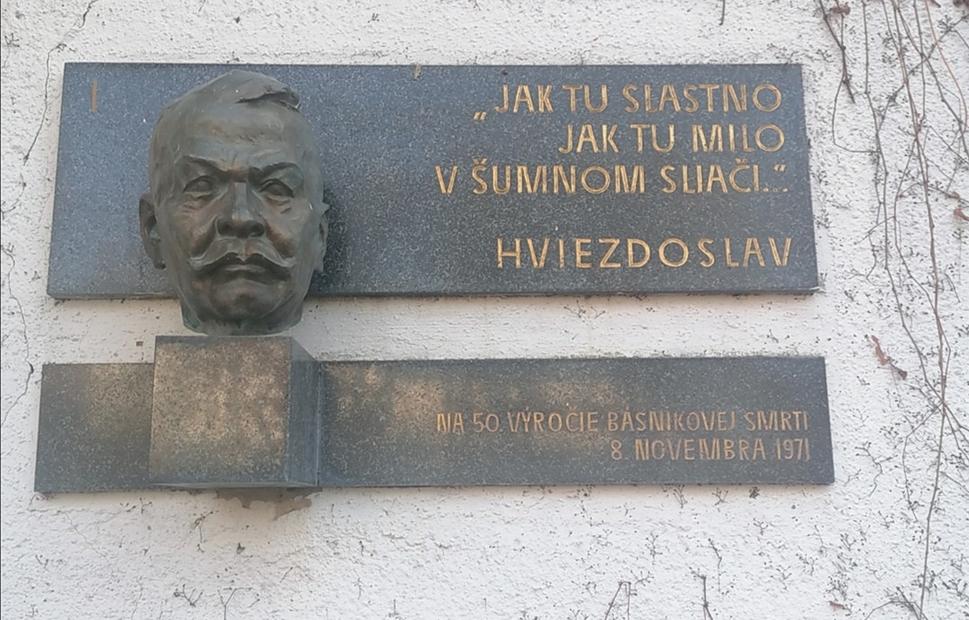 „JAK TU SLASTNO
JAK TU MILO
V ŠUMNOM SLIAČI...“
HVIEZDOSLAV
NA 50. VÝROČIE BÁSNIKOVEJ SMRTI
8. NOVEMBRA 1971